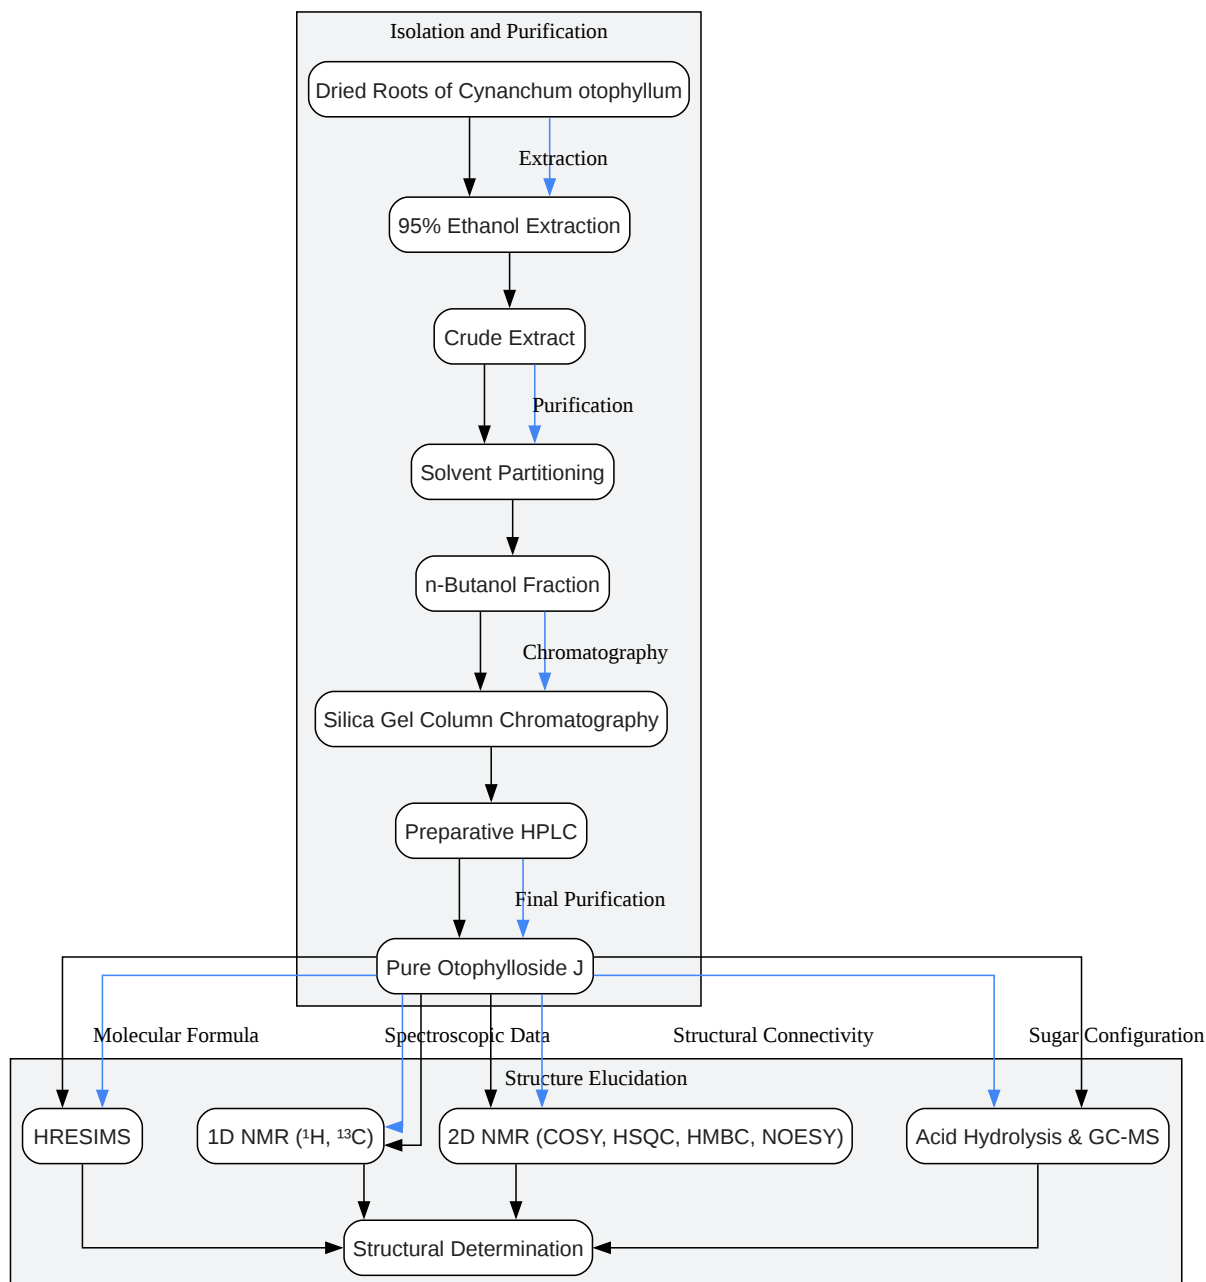 Isolation and Purification
Dried Roots of Cynanchum otophyllum
Extraction
95% Ethanol Extraction
Crude Extract
Purification
Solvent Partitioning
n-Butanol Fraction
Chromatography
Silica Gel Column Chromatography
Preparative HPLC
Final Purification
Pure Otophylloside J
Molecular Formula
Spectroscopic Data
Structural Connectivity
Sugar Configuration
Structure Elucidation
HRESIMS
1D NMR (¹H, ¹³C)
2D NMR (COSY, HSQC, HMBC, NOESY)
Acid Hydrolysis & GC-MS
Structural Determination